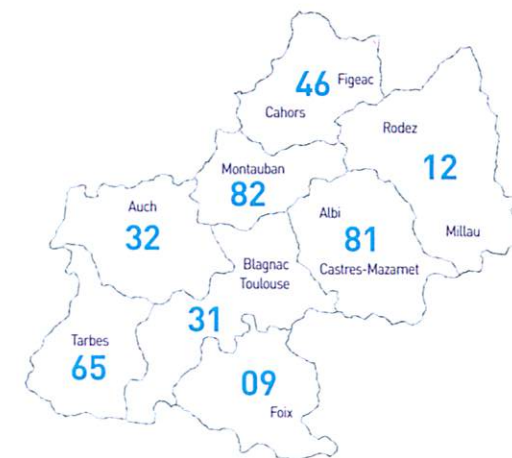 46 Figeac
Cahors
Rodez
12
Millau
Montauban
82
Auch
32
Albi
81
Castres-Mazamet
Blagnac
Toulouse
31
Tarbes
65
09
Foix